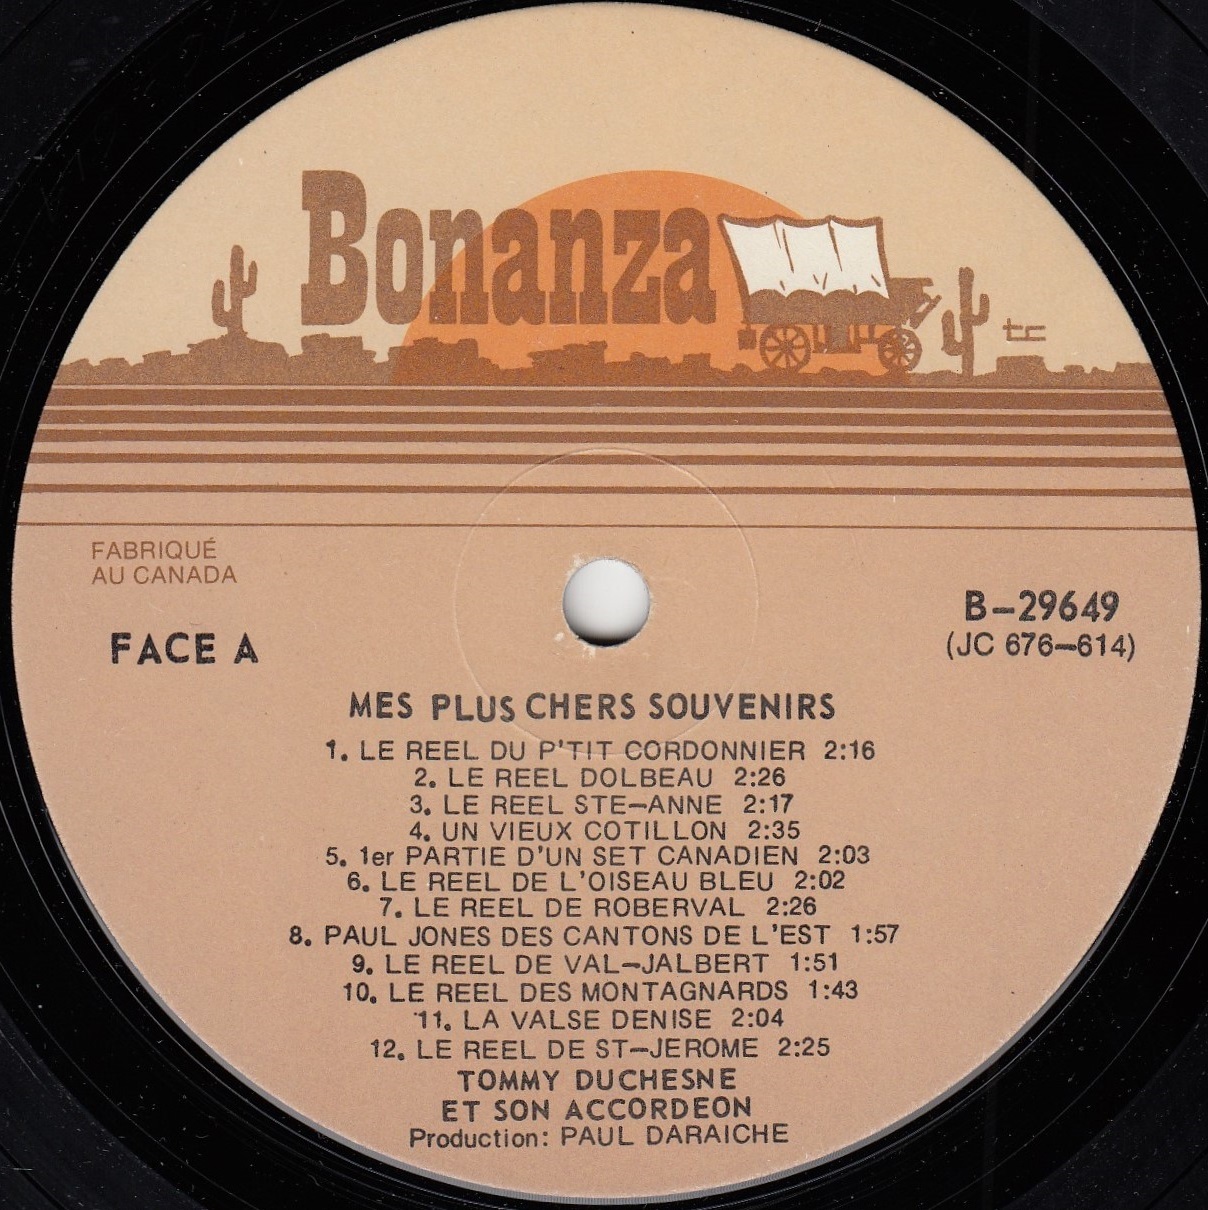 Bonanza
FABRIQUÉ
AU CANADA
FACE A
B-29649
(JC 676-614)
MES PLUS CHERS SOUVENIRS
1. LE REEL DU P'TIT CORDONNIER 2:16
2. LE REEL DOLBEAU 2:26
3. LE REEL STE-ANNE 2:17
4. UN VIEUX COTILLON 2:35
5. 1er PARTIE D'UN SET CANADIEN 2:03
6. LE REEL DE L'OISEAU BLEU 2:02
7. LE REEL DE ROBERVAL 2:26
8. PAUL JONES DES CANTONS DE L'EST 1:57
9. LE REEL DE VAL-JALBERT 1:51
10. LE REEL DES MONTAGNARDS 1:43
11. LA VALSE DENISE 2:04
12. LE REEL DE ST-JEROME 2:25
TOMMY DUCHESNE
ET SON ACCORDEON
Production: PAUL DARAICHE